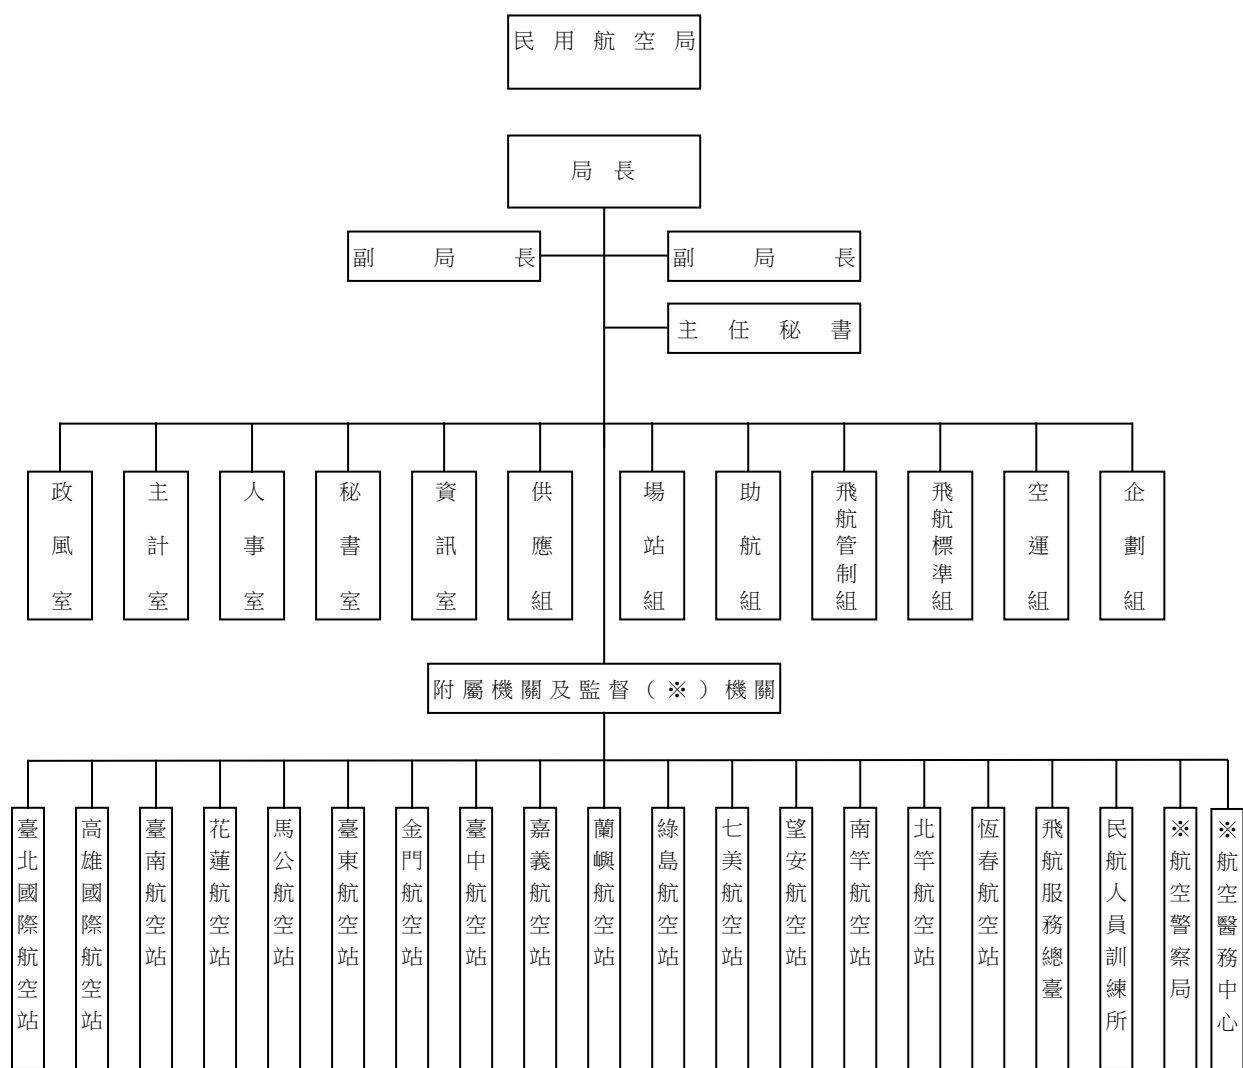 民用航空局
局長
副局長
副局長
主任秘書
政風室
主計室
人事室
秘書室
資訊室
供應組
場站組
助航組
飛航管制組
飛航標準組
空運組
企劃組
附屬機關及監督（※）機關
臺北國際航空站
高雄國際航空站
臺南航空站
花蓮航空站
馬公航空站
臺東航空站
金門航空站
臺中航空站
嘉義航空站
蘭嶼航空站
綠島航空站
七美航空站
望安航空站
南竿航空站
北竿航空站
恆春航空站
飛航服務總臺
民航人員訓練所
※航空警察局
※航空醫務中心